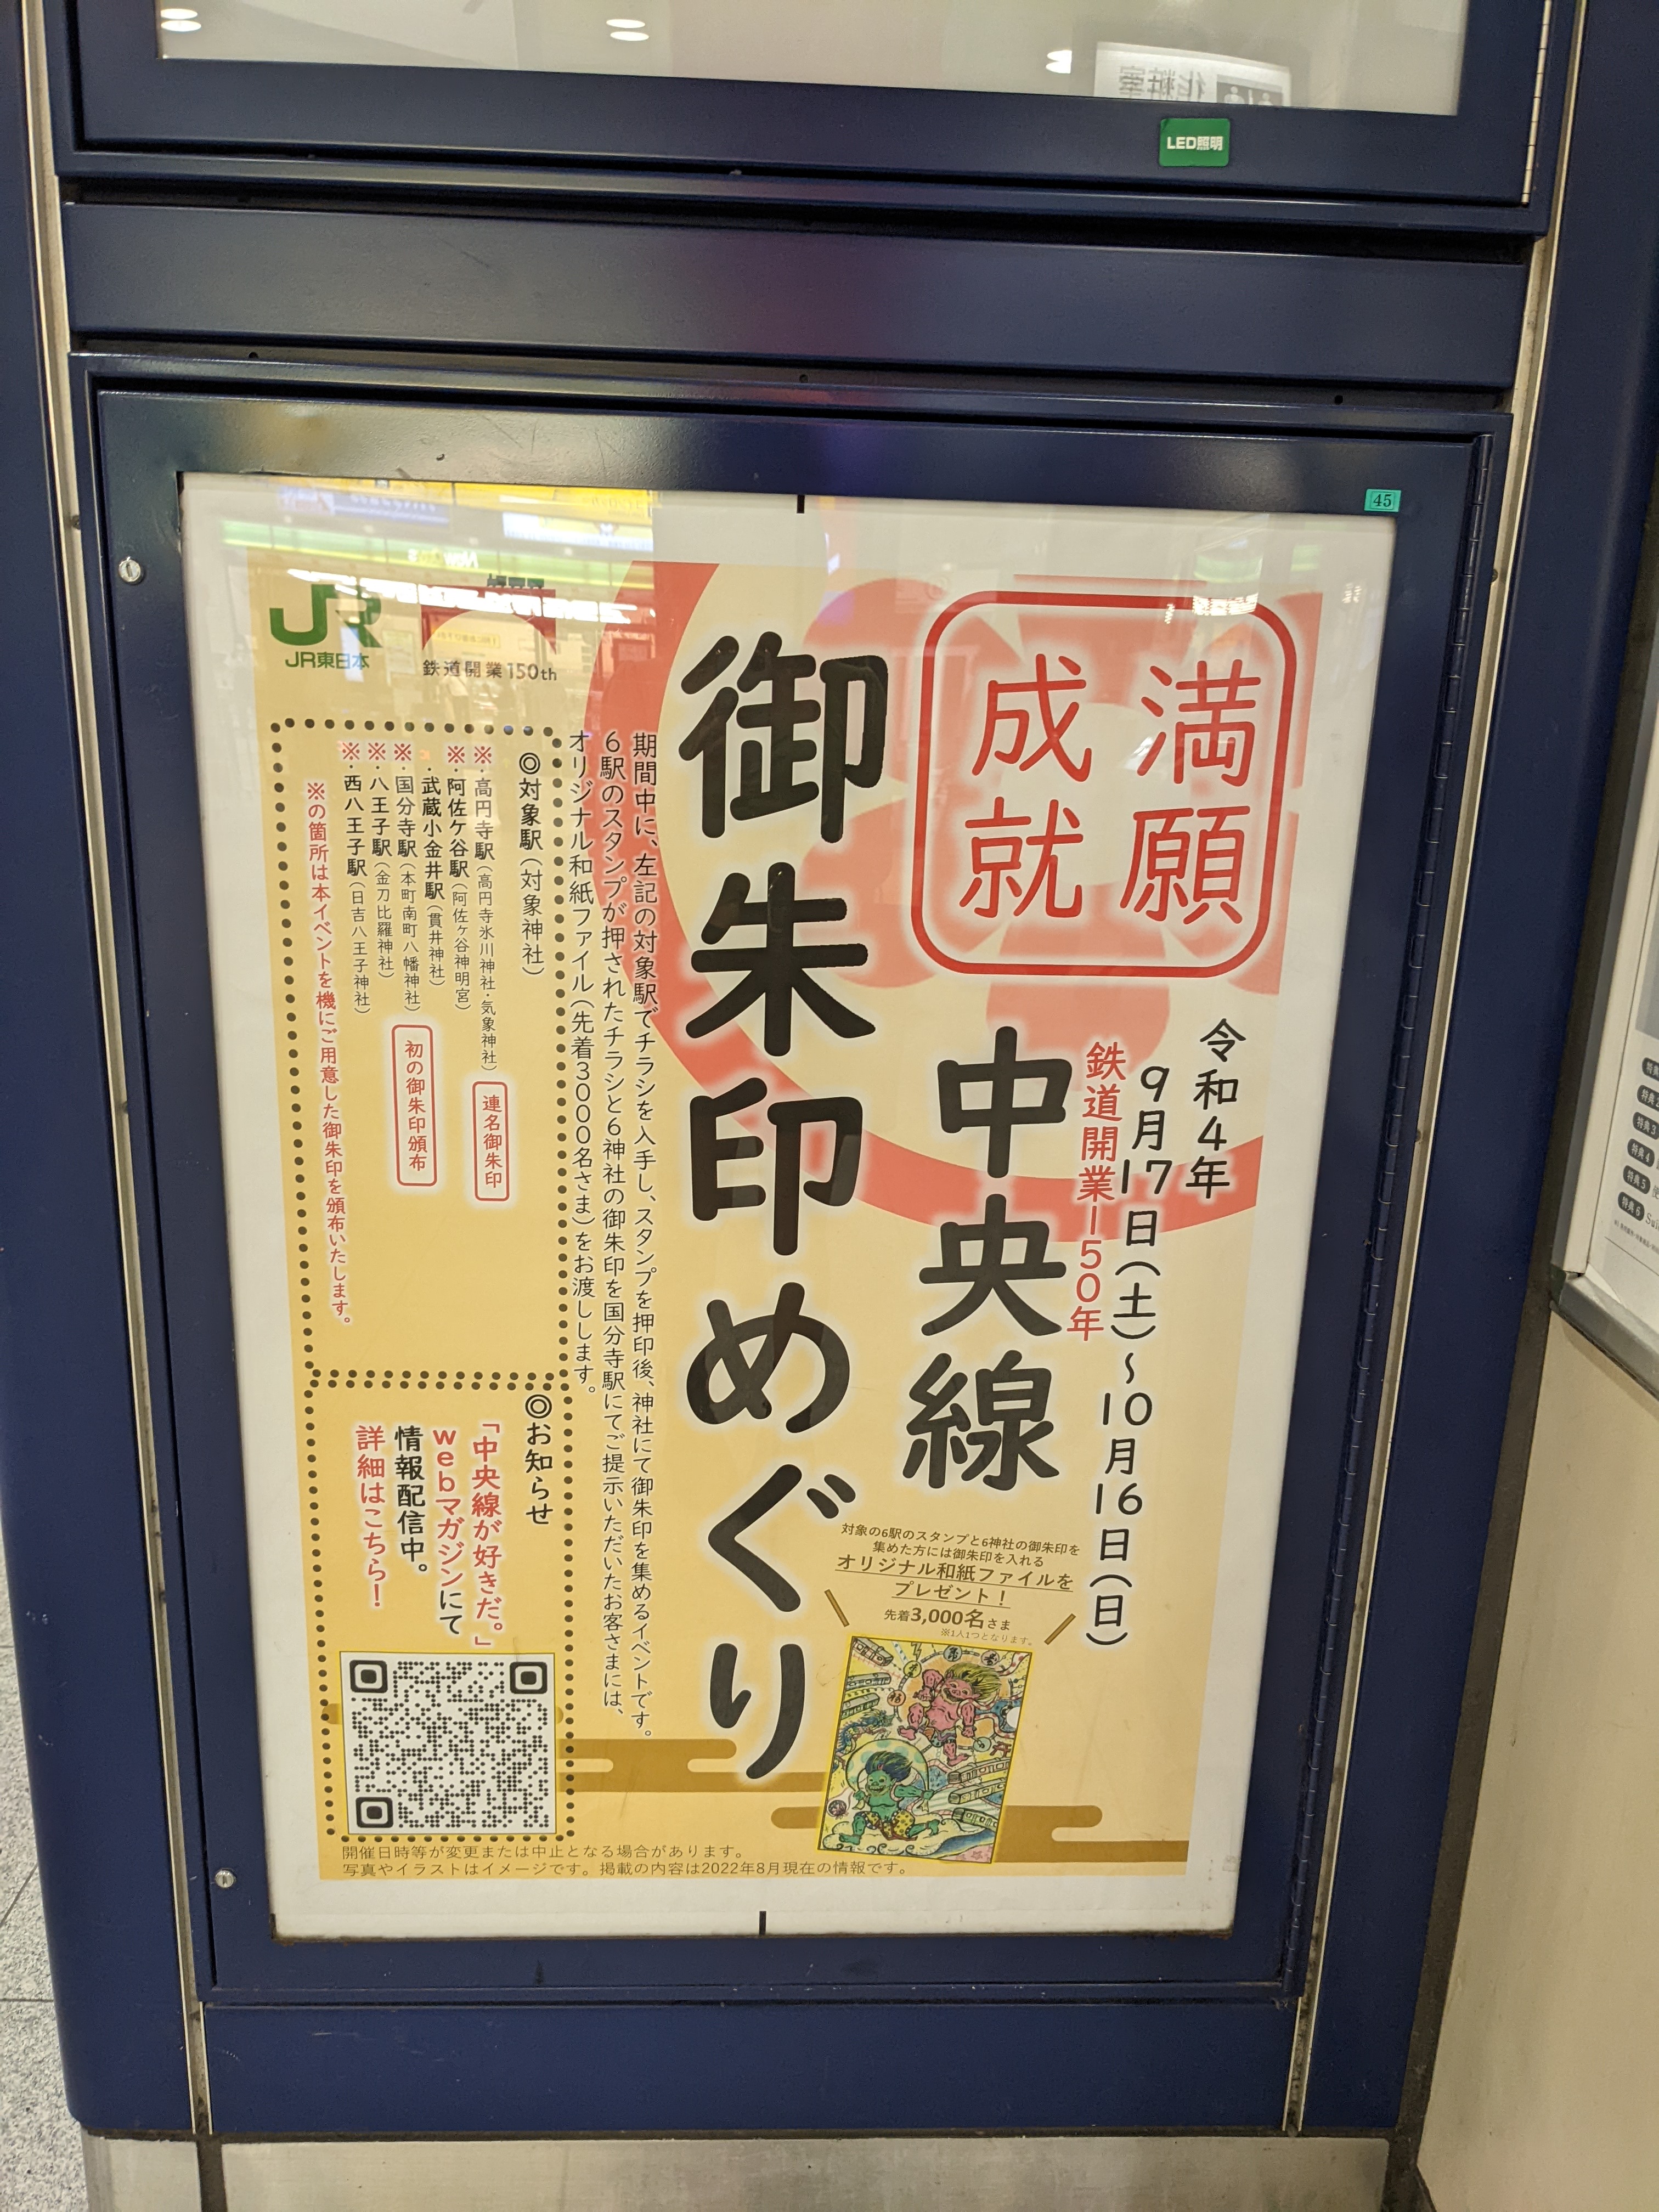 LED照明
45
JR東日本
鉄道開業150th
満願
成就
令和4年
9月17日(土)~10月16日(日)
鉄道開業150年
中央線
御朱印めぐり
対象の6駅のスタンプと6神社の御朱印を
集めた方には御朱印を入れる
オリジナル和紙ファイルを
プレゼント!
先着3,000名さま
※1人1つとなります。
期間中に、左記の対象駅でチラシを入手し、スタンプを押印後、神社にて御朱印を集めるイベントです。
6駅のスタンプが押されたチラシと6神社の御朱印を国分寺駅にてご提示いただいたお客さまには、
オリジナル和紙ファイル(先着3000名さま)をお渡しします。
◎対象駅(対象神社)
※・高円寺駅(高円寺氷川神社・気象神社) 連名御朱印
※・阿佐ケ谷駅(阿佐ケ谷神明宮)
・武蔵小金井駅(貫井神社)
※・国分寺駅(本町南町八幡神社) 初の御朱印頒布
※・八王子駅(金刀比羅神社)
※・西八王子駅(日吉八王子神社)
※の箇所は本イベントを機にご用意した御朱印を頒布いたします。
◎お知らせ
「中央線が好きだ。」
webマガジンにて
情報配信中。
詳細はこちら!
開催日時等が変更または中止となる場合があります。
写真やイラストはイメージです。掲載の内容は2022年8月現在の情報です。
特典3
特典4
特典5
特典6